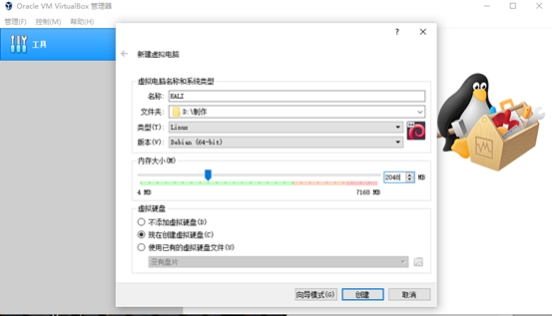 Oracle VM VirtualBox 管理器
管理(F) 控制(M) 帮助(H)
工具
?
新建虚拟电脑
虚拟电脑名称和系统类型
名称: KALI
文件夹: D:\制作
类型(T): Linux
版本(V): Debian (64-bit)
64
内存大小(M)
2048 MB
4 MB 7168 MB
虚拟硬盘
不添加虚拟硬盘(D)
现在创建虚拟硬盘(C)
使用已有的虚拟硬盘文件(U)
没有盘片
向导模式(G) 创建 取消